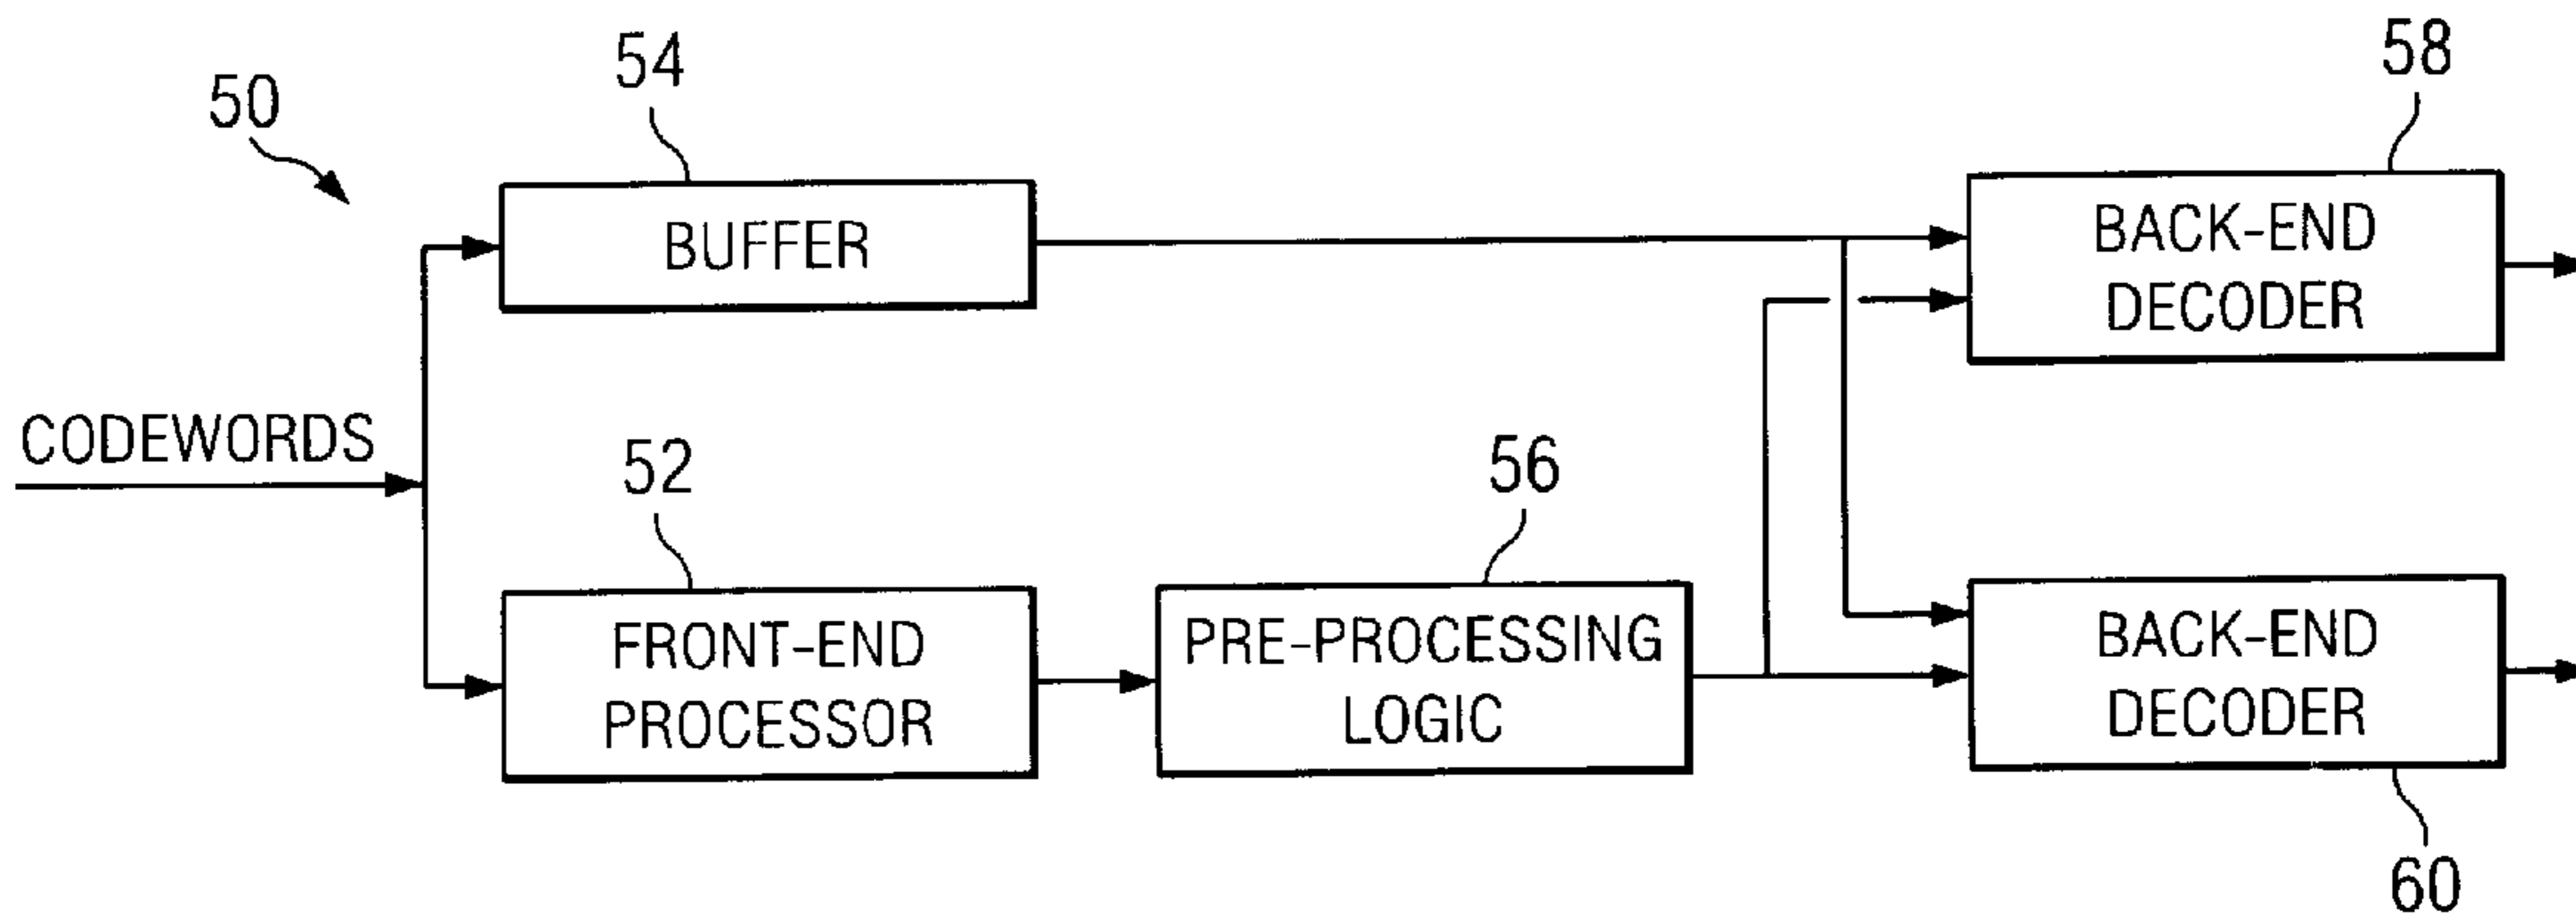 50
54
58
BUFFER
BACK-END
DECODER
CODEWORDS
52
56
FRONT-END
PROCESSOR
PRE-PROCESSING
LOGIC
BACK-END
DECODER
60